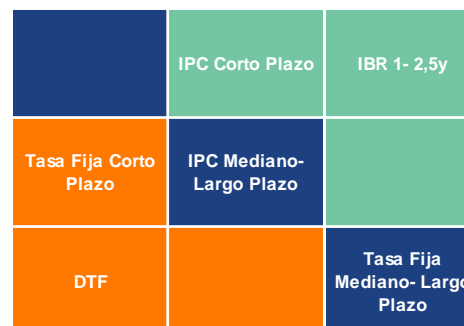 IPC Corto Plazo
IBR 1- 2,5y
Tasa Fija Corto
Plazo
IPC Mediano-
Largo Plazo
DTF
Tasa Fija
Mediano- Largo
Plazo